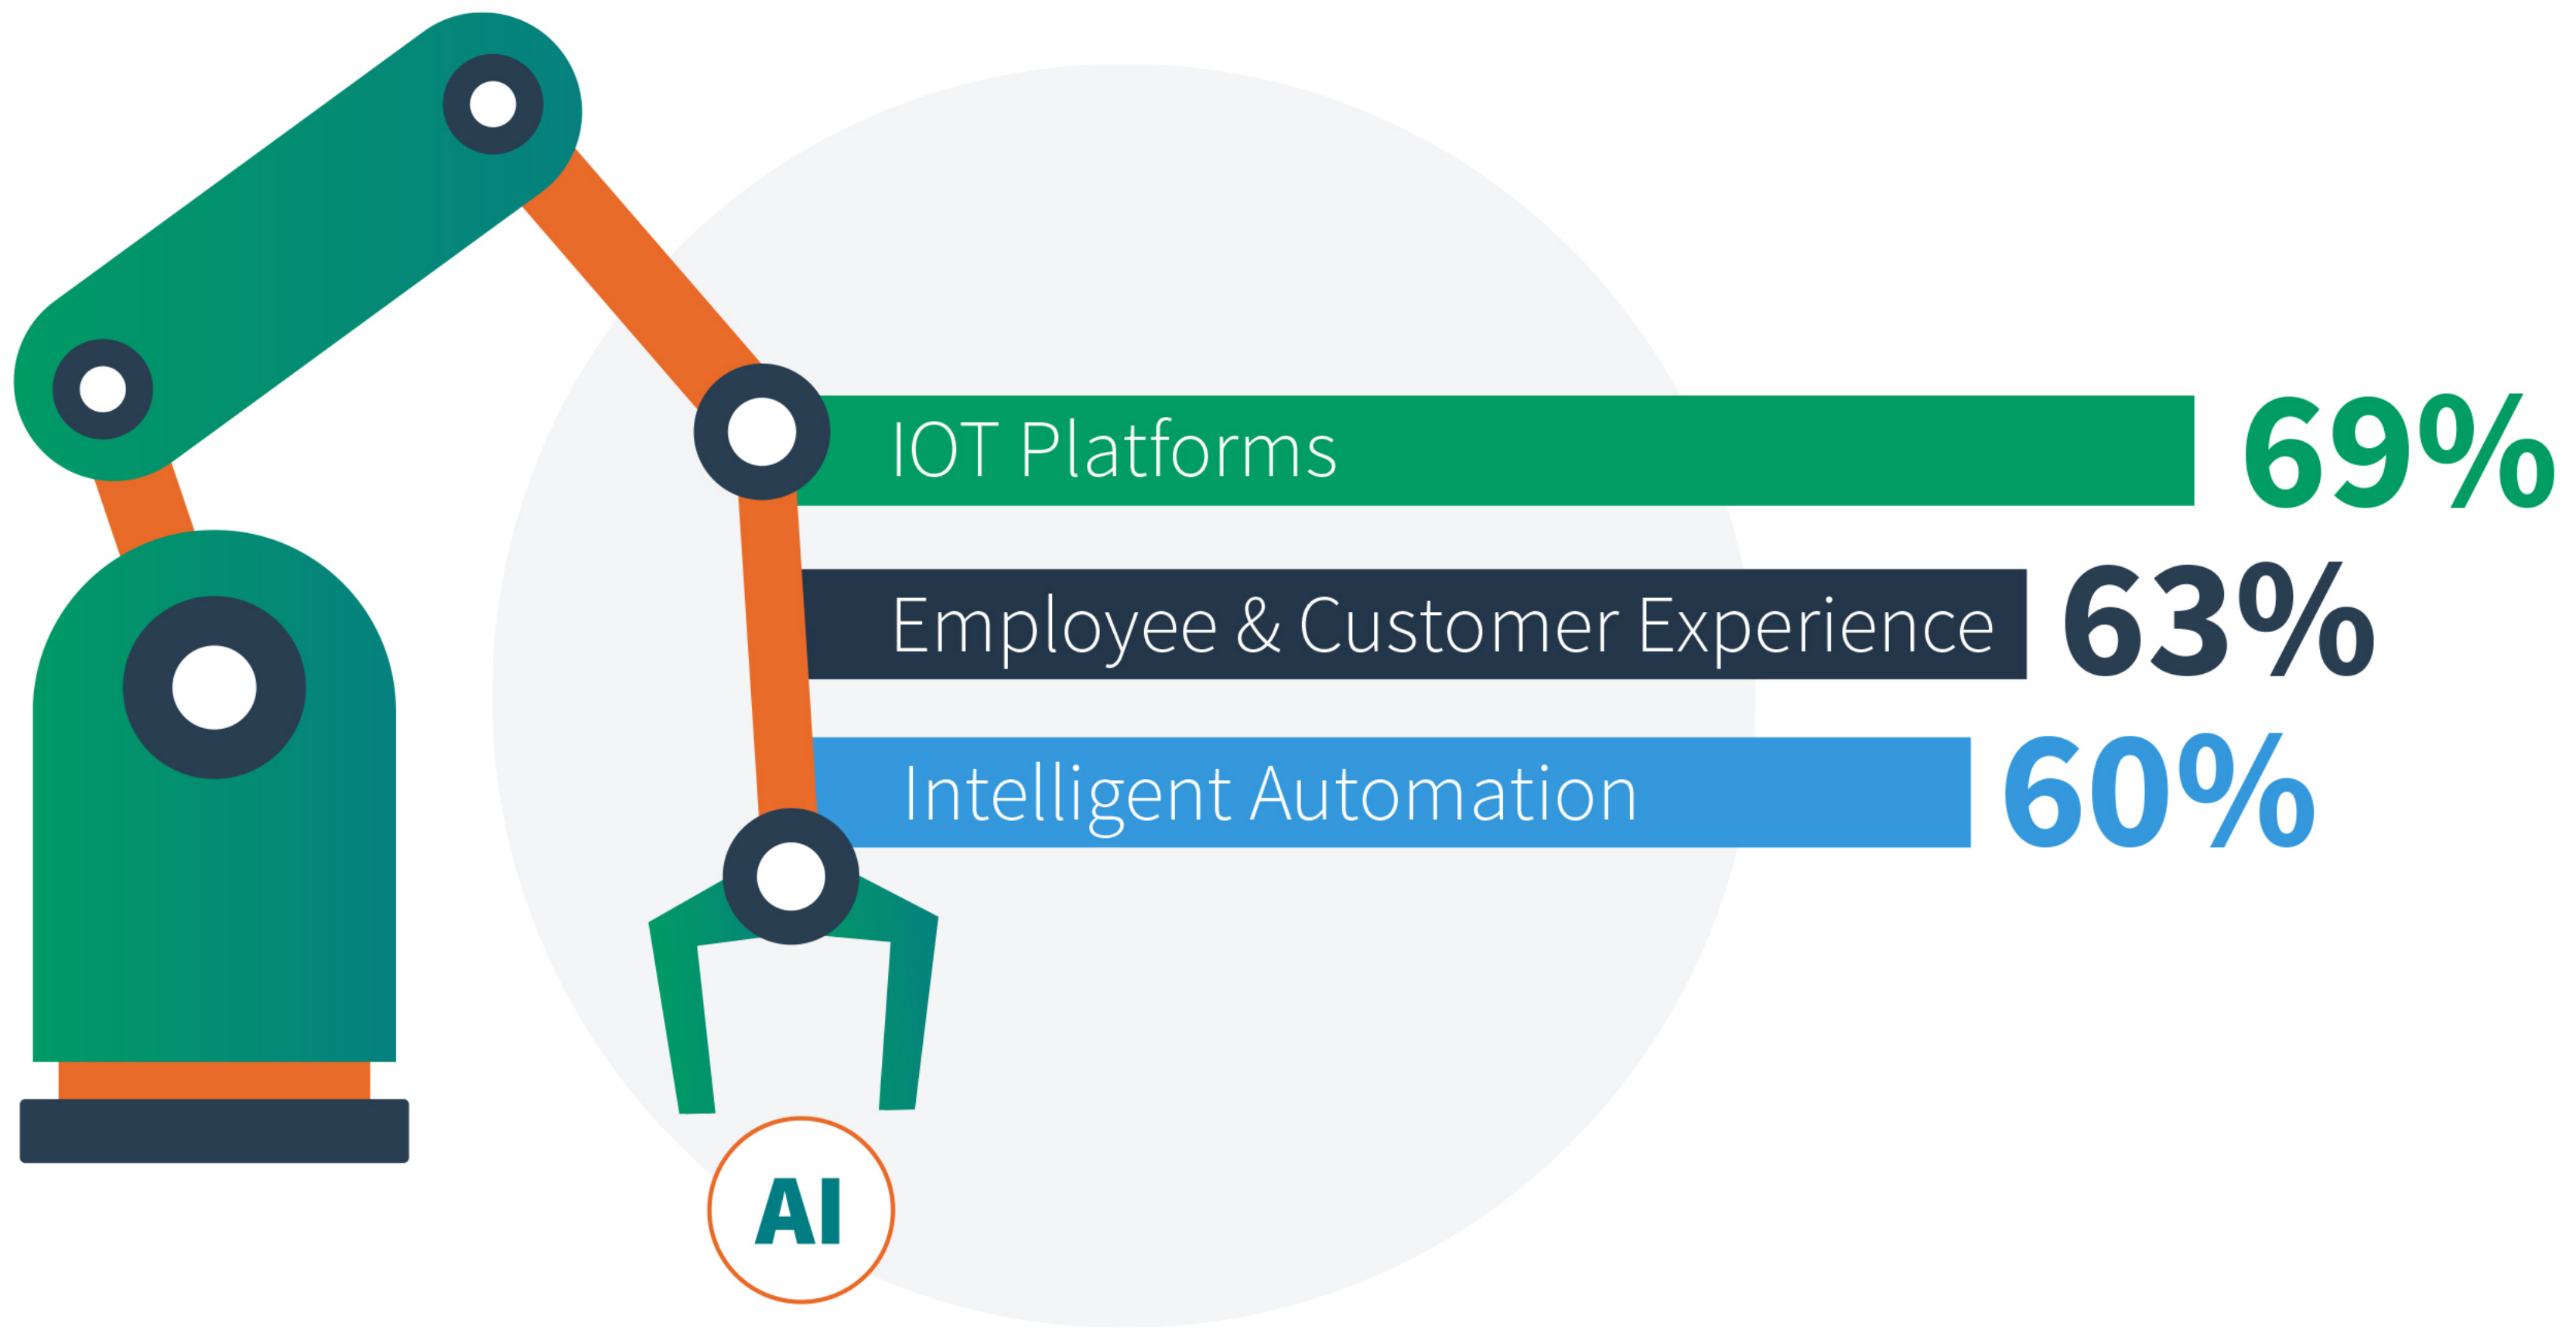 IOT Platforms 69%
Employee & Customer Experience 63%
Intelligent Automation 60%
AI